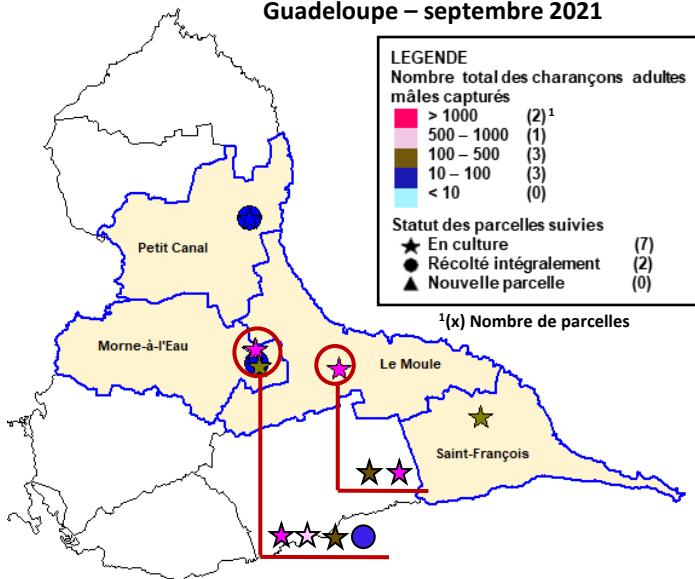 Guadeloupe – septembre 2021
LEGENDE
Nombre total des charançons adultes
mâles capturés
> 1000 (2)¹
500 – 1000 (1)
100 – 500 (3)
10 – 100 (3)
< 10 (0)
Statut des parcelles suivies
En culture (7)
Récolté intégralement (2)
Nouvelle parcelle (0)
¹(x) Nombre de parcelles
Petit Canal
Morne-à-l'Eau
Le Moule
Saint-François